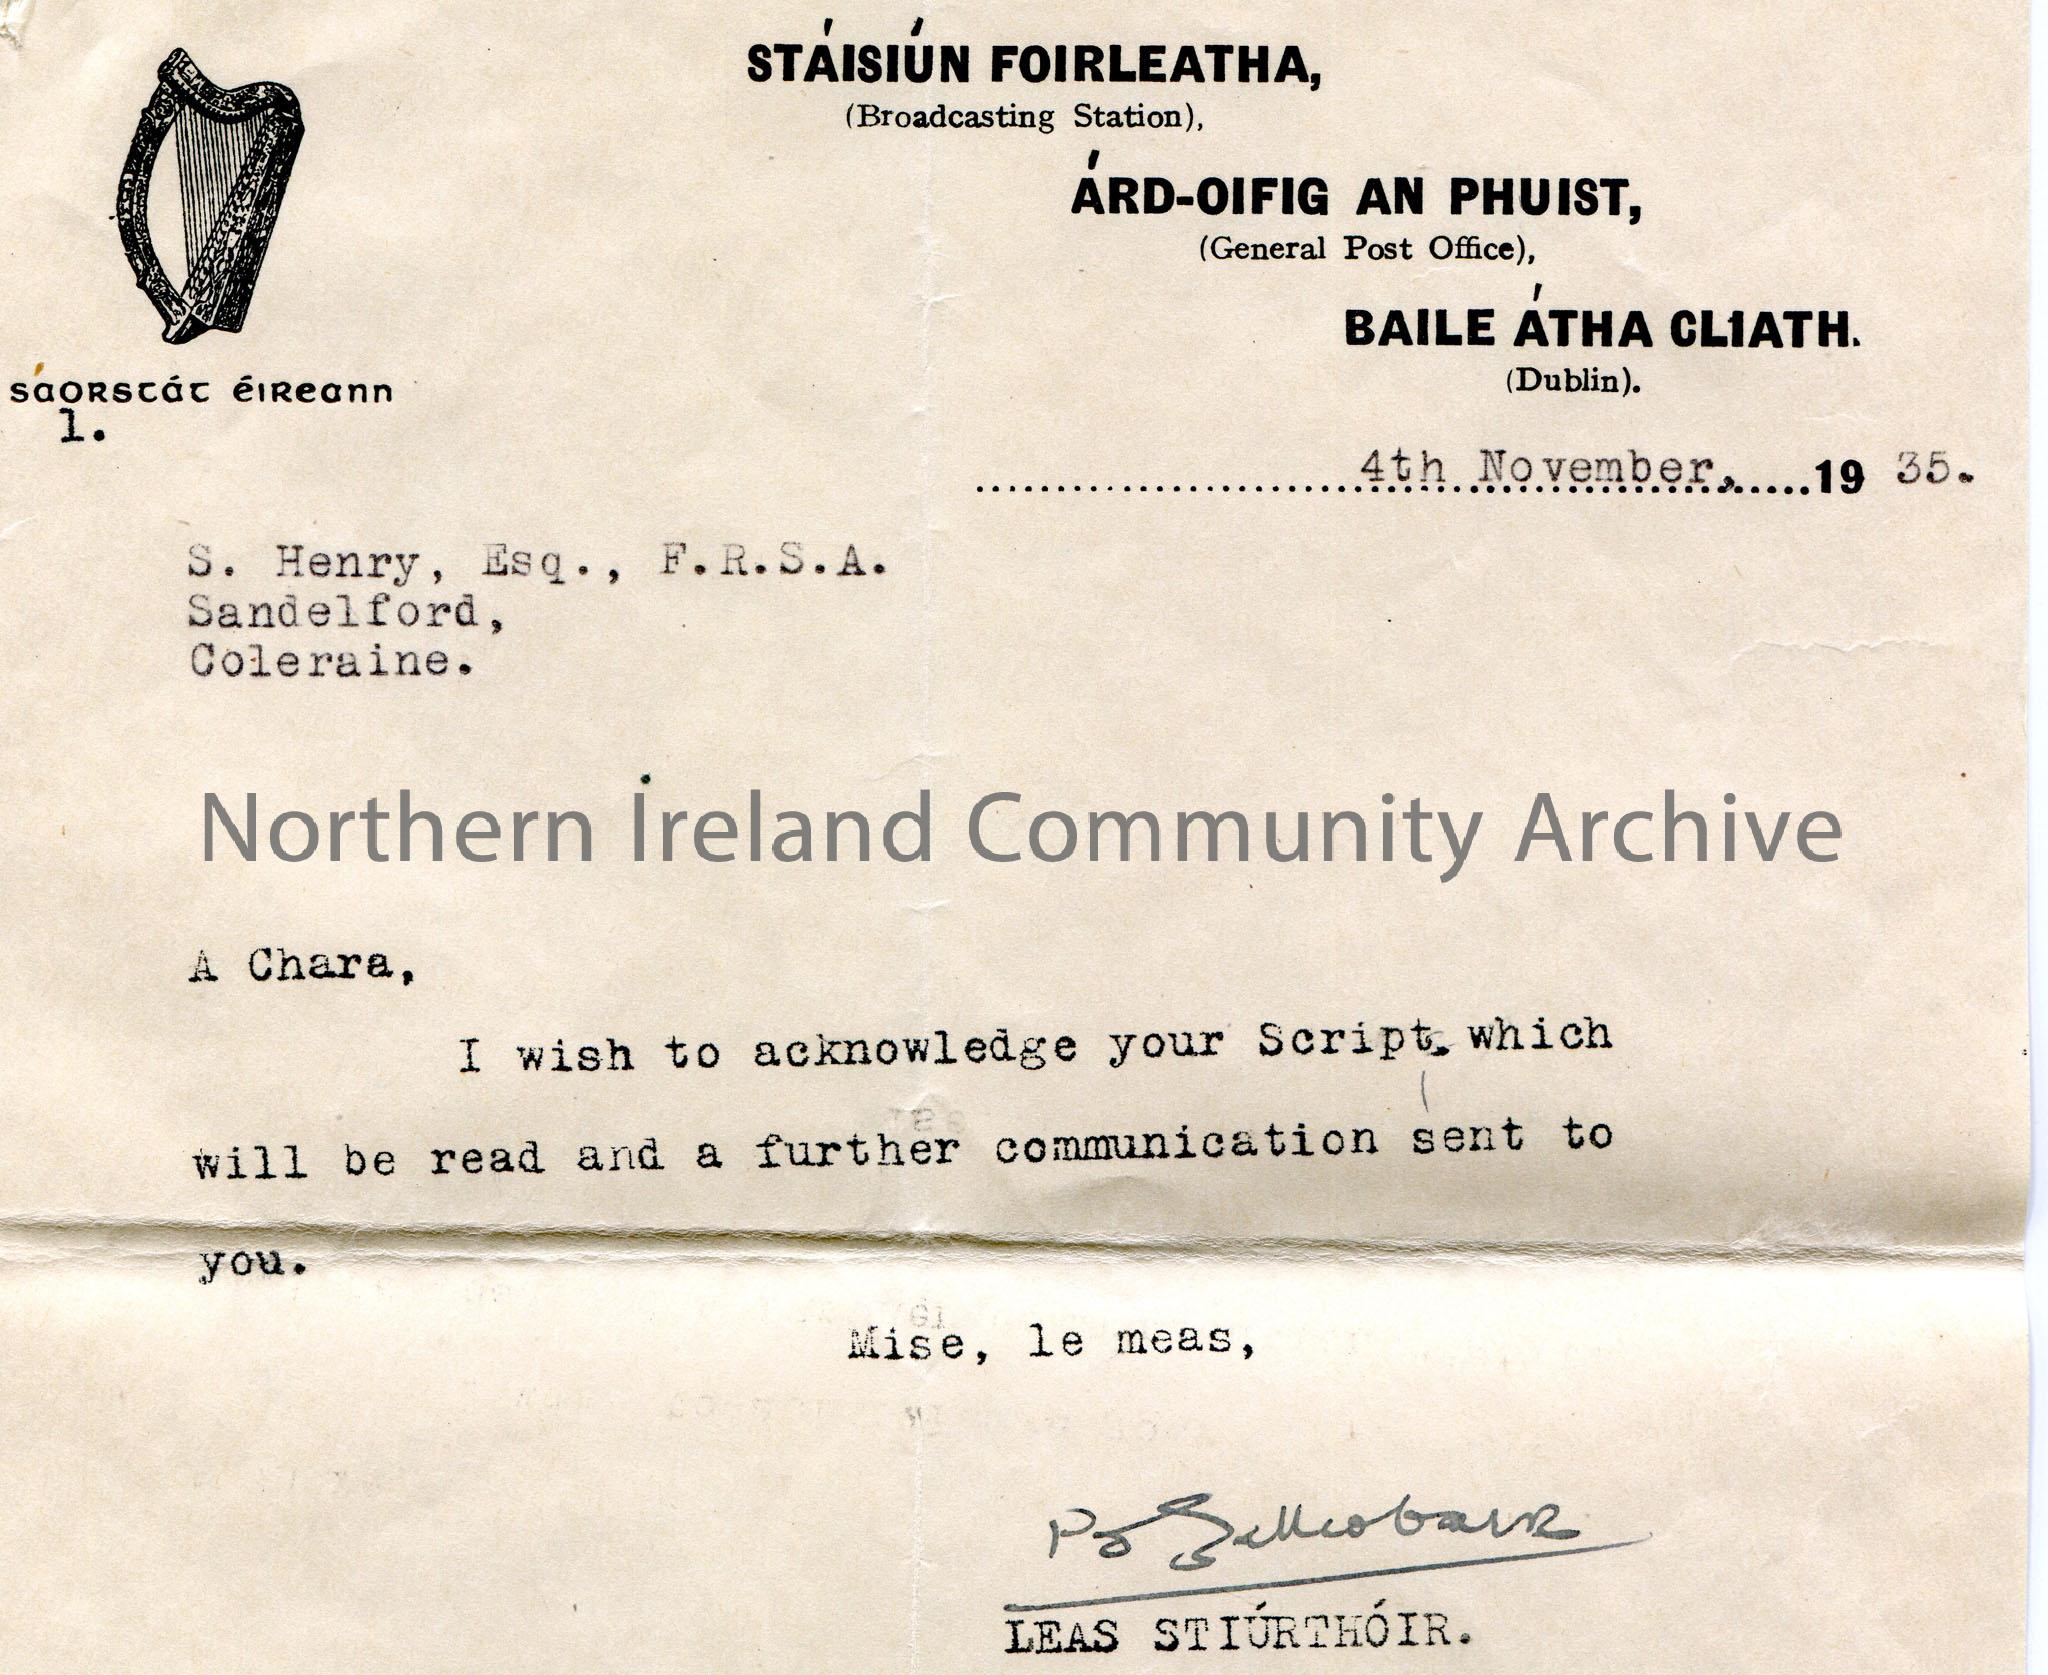 STÁISIÚN FOIRLEATHA,
(Broadcasting Station),
ÁRD-OIFIG AN PHUIST,
(General Post Office),
BAILE ÁTHA CLIATH.
(Dublin).
SAORSTÁT ÉIREANN
1.
4th November, 1935.
S. Henry, Esq., F.R.S.A.
Sandelford,
Coleraine.
Northern Ireland Community Archive
A Chara,
I wish to acknowledge your Script. which
will be read and a further communication sent to
you.
Mise, le meas,
LEAS STIÚRTHÓIR.